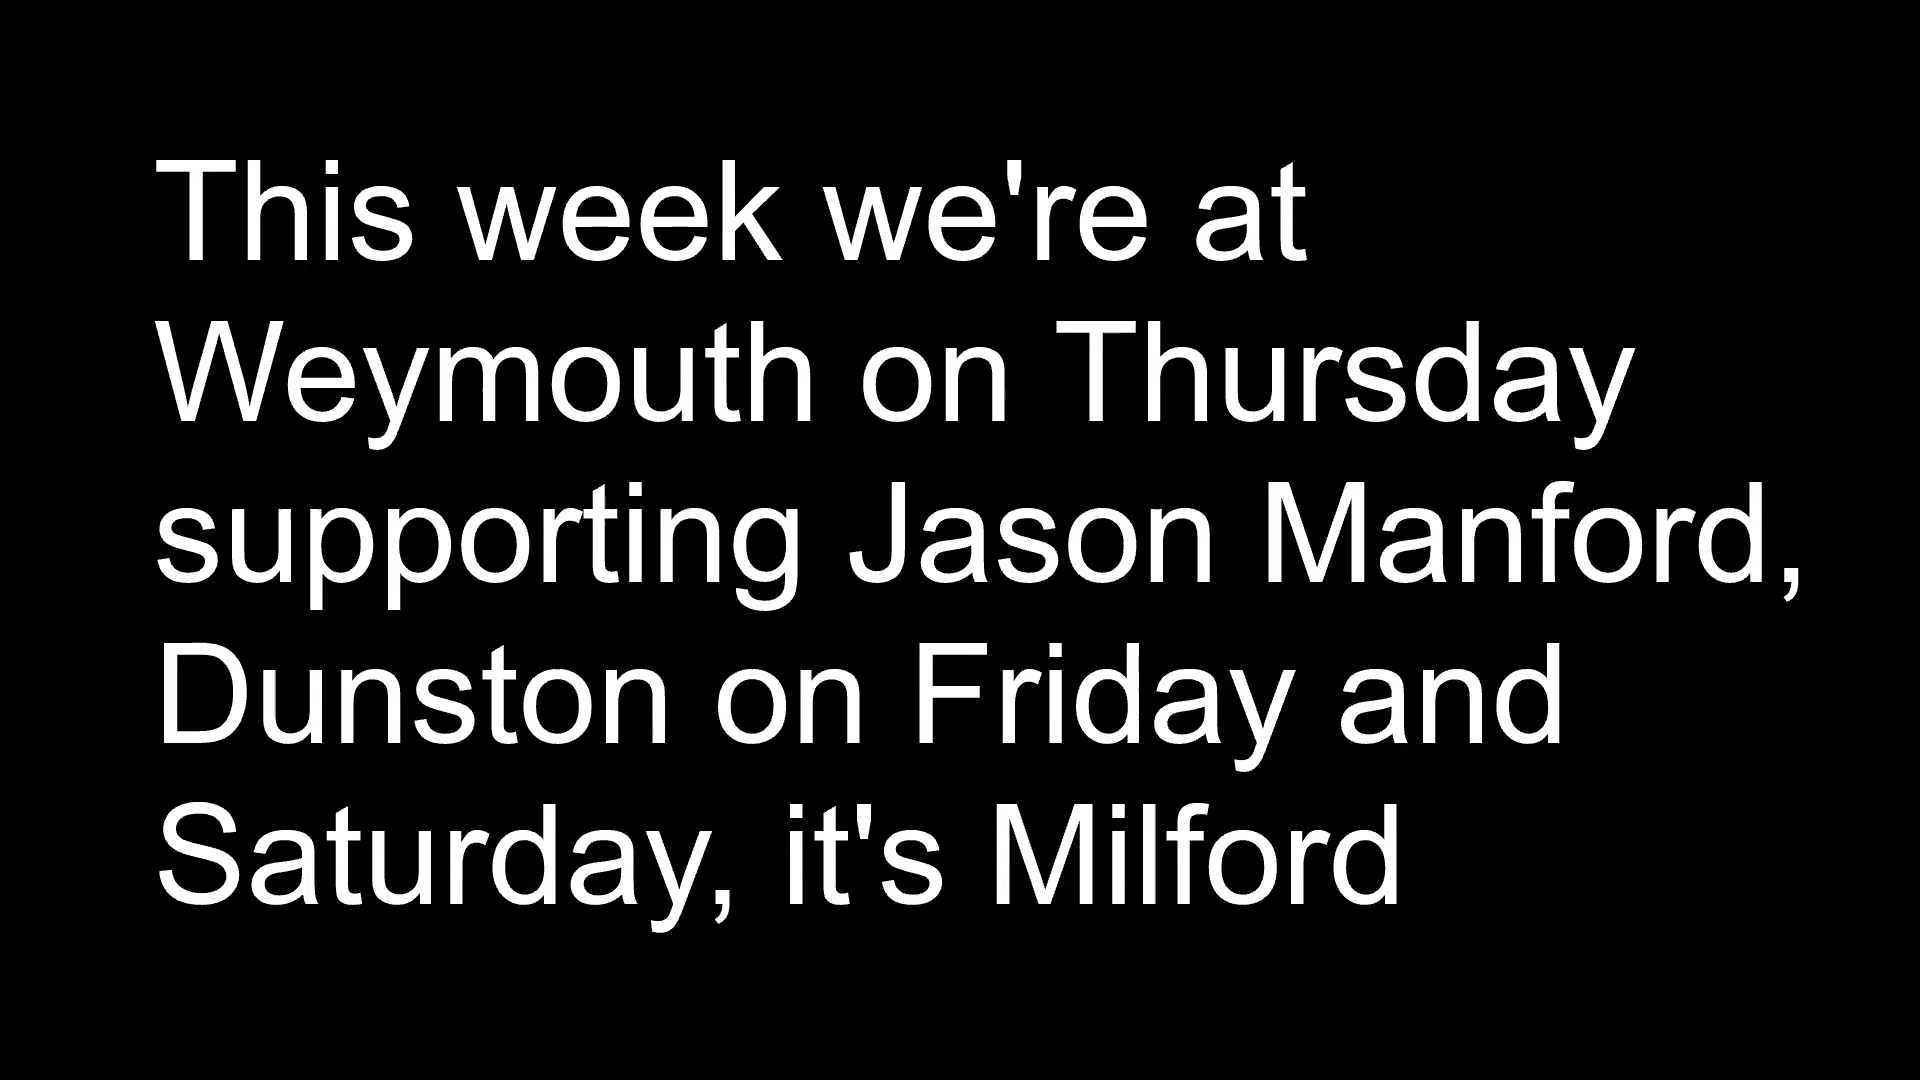 This week we're at
Weymouth on Thursday
supporting Jason Manford,
Dunston on Friday and
Saturday, it's Milford